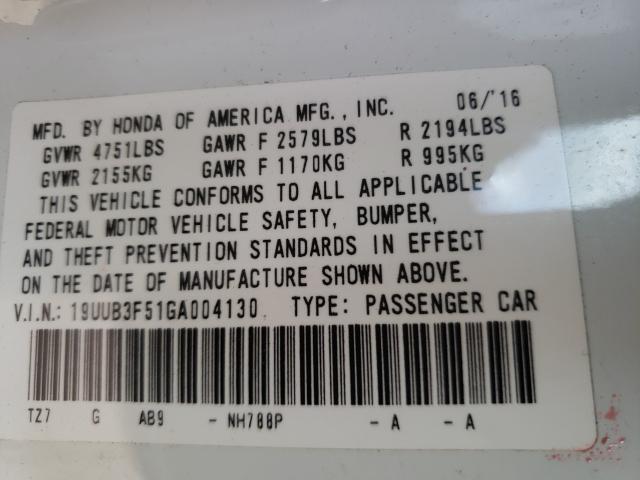 MFD. BY HONDA OF AMERICA MFG., INC. 06/'16
GVWR 4751LBS GAWR F 2579LBS R 2194LBS
GVWR 2155KG GAWR F 1170KG R 995KG
THIS VEHICLE CONFORMS TO ALL APPLICABLE
FEDERAL MOTOR VEHICLE SAFETY, BUMPER,
AND THEFT PREVENTION STANDARDS IN EFFECT
ON THE DATE OF MANUFACTURE SHOWN ABOVE.
V.I.N.: 19UUB3F51GA004130 TYPE: PASSENGER CAR
TZ7 G AB9 - NH788P - A - A